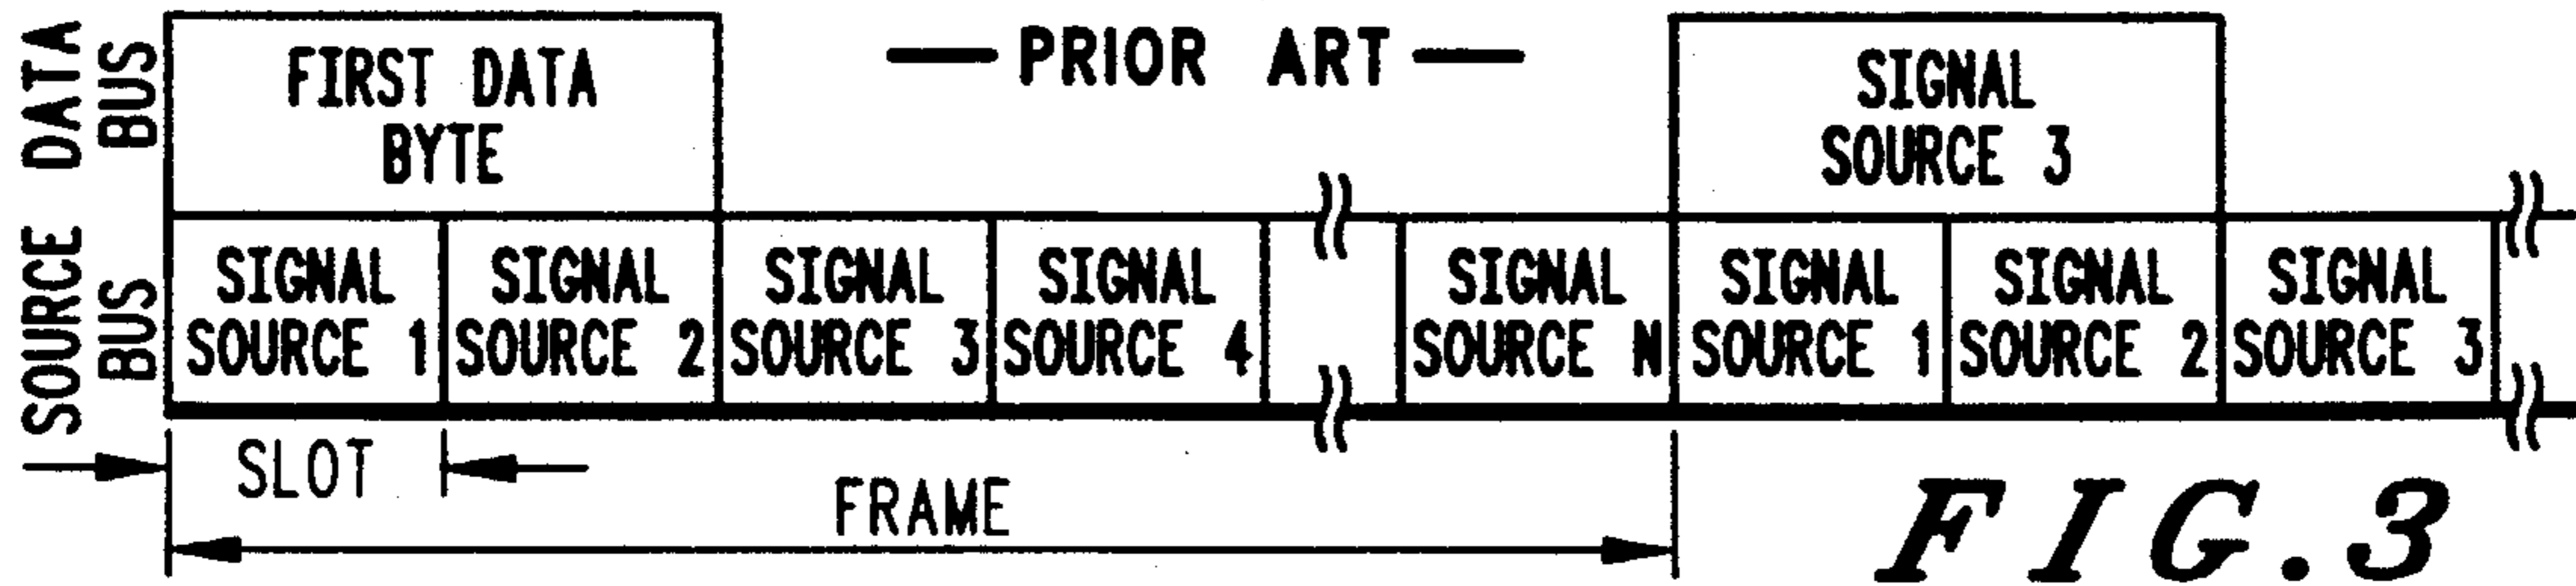 DATA
BUS
FIRST DATA
BYTE
— PRIOR ART —
SIGNAL
SOURCE 3
SOURCE
BUS
SIGNAL
SOURCE 1
SIGNAL
SOURCE 2
SIGNAL
SOURCE 3
SIGNAL
SOURCE 4
SIGNAL
SOURCE N
SIGNAL
SOURCE 1
SIGNAL
SOURCE 2
SIGNAL
SOURCE 3
SLOT
FRAME
FIG.3